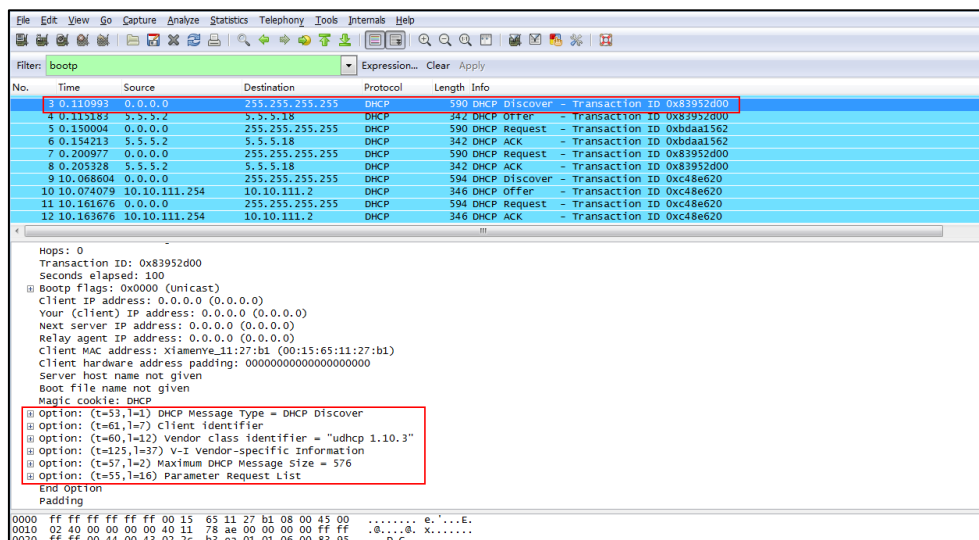 File Edit View Go Capture Analyze Statistics Telephony Tools Internals Help
Filter: bootp Expression... Clear Apply
No. Time Source Destination Protocol Length Info
3 0.110993 0.0.0.0 255.255.255.255 DHCP 590 DHCP Discover - Transaction ID 0x83952d00
4 0.115183 5.5.5.2 5.5.5.18 DHCP 342 DHCP Offer - Transaction ID 0x83952d00
5 0.150004 0.0.0.0 255.255.255.255 DHCP 590 DHCP Request - Transaction ID 0xbdaa1562
6 0.154213 5.5.5.2 5.5.5.18 DHCP 342 DHCP ACK - Transaction ID 0xbdaa1562
7 0.200977 0.0.0.0 255.255.255.255 DHCP 590 DHCP Request - Transaction ID 0x83952d00
8 0.205328 5.5.5.2 5.5.5.18 DHCP 342 DHCP ACK - Transaction ID 0x83952d00
9 10.068604 0.0.0.0 255.255.255.255 DHCP 594 DHCP Discover - Transaction ID 0xc48e620
10 10.074079 10.10.111.254 10.10.111.2 DHCP 346 DHCP Offer - Transaction ID 0xc48e620
11 10.161676 0.0.0.0 255.255.255.255 DHCP 594 DHCP Request - Transaction ID 0xc48e620
12 10.163676 10.10.111.254 10.10.111.2 DHCP 346 DHCP ACK - Transaction ID 0xc48e620
Hops: 0
Transaction ID: 0x83952d00
Seconds elapsed: 100
Bootp flags: 0x0000 (Unicast)
Client IP address: 0.0.0.0 (0.0.0.0)
Your (client) IP address: 0.0.0.0 (0.0.0.0)
Next server IP address: 0.0.0.0 (0.0.0.0)
Relay agent IP address: 0.0.0.0 (0.0.0.0)
Client MAC address: XiamenYe_11:27:b1 (00:15:65:11:27:b1)
Client hardware address padding: 00000000000000000000
Server host name not given
Boot file name not given
Magic cookie: DHCP
Option: (t=53,l=1) DHCP Message Type = DHCP Discover
Option: (t=61,l=7) Client identifier
Option: (t=60,l=12) Vendor class identifier = "udhcp 1.10.3"
Option: (t=125,l=37) V-I Vendor-specific Information
Option: (t=57,l=2) Maximum DHCP Message Size = 576
Option: (t=55,l=16) Parameter Request List
End Option
Padding
0000 ff ff ff ff ff ff 00 15 65 11 27 b1 08 00 45 00 ........ e.'...E.
0010 02 40 00 00 00 00 40 11 78 ae 00 00 00 00 ff ff .@....@. x.......
0020 ff ff 00 44 00 43 02 2c b3 ea 01 01 06 00 83 95